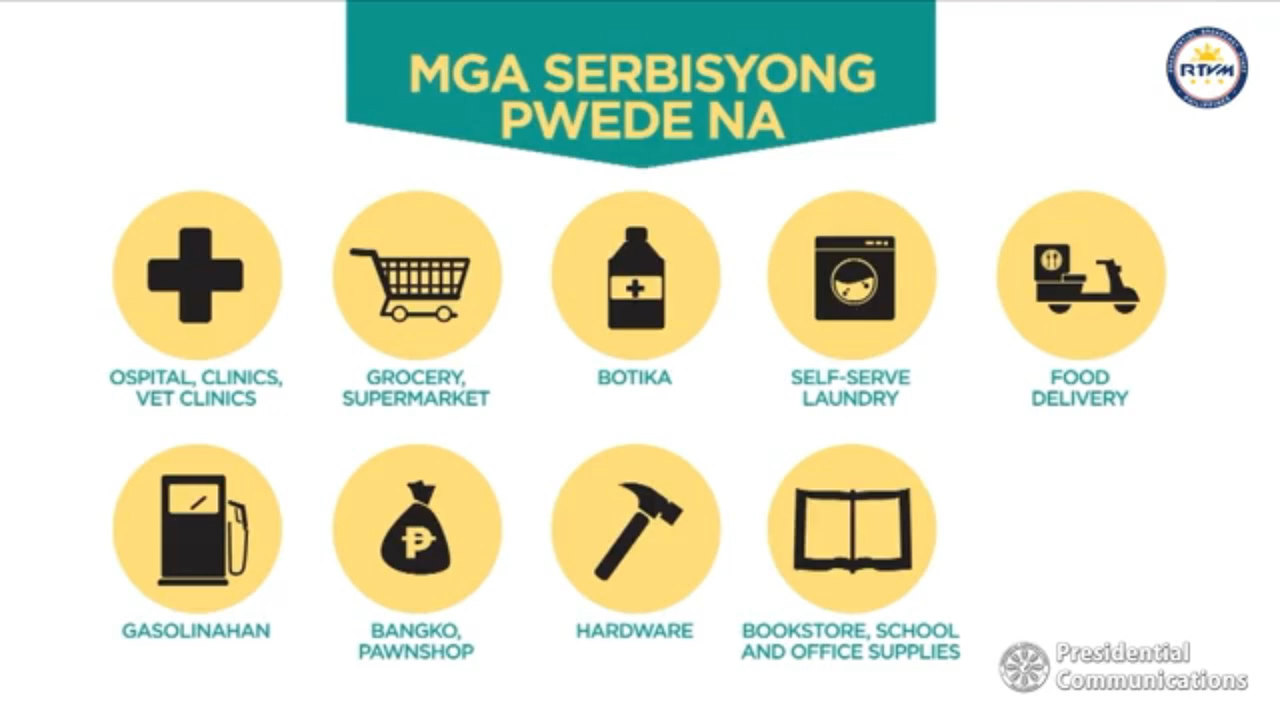 MGA SERBISYONG
PWEDE NA
RTVM
OSPITAL, CLINICS,
VET CLINICS
GROCERY,
SUPERMARKET
BOTIKA
SELF-SERVE
LAUNDRY
FOOD
DELIVERY
GASOLINAHAN
BANGKO,
PAWNSHOP
HARDWARE
BOOKSTORE, SCHOOL
AND OFFICE SUPPLIES
Presidential
Communications